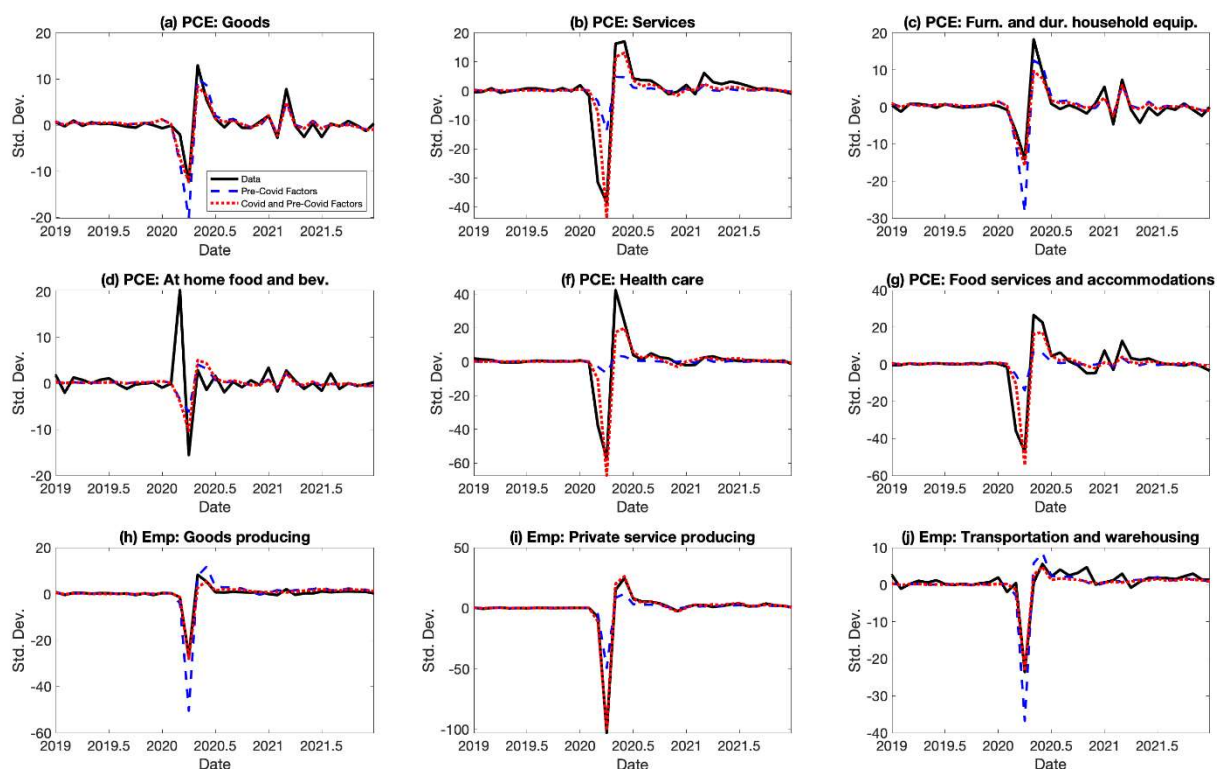 (a) PCE: Goods
Std. Dev.
20
10
0
-10
-20
Data
Pre-Covid Factors
Covid and Pre-Covid Factors
2019 2019.5 2020 2020.5 2021 2021.5
Date
(b) PCE: Services
Std. Dev.
20
10
0
-10
-20
-30
-40
2019 2019.5 2020 2020.5 2021 2021.5
Date
(c) PCE: Furn. and dur. household equip.
Std. Dev.
20
10
0
-10
-20
-30
2019 2019.5 2020 2020.5 2021 2021.5
Date
(d) PCE: At home food and bev.
Std. Dev.
20
10
0
-10
-20
2019 2019.5 2020 2020.5 2021 2021.5
Date
(f) PCE: Health care
Std. Dev.
40
20
0
-20
-40
-60
2019 2019.5 2020 2020.5 2021 2021.5
Date
(g) PCE: Food services and accommodations
Std. Dev.
40
20
0
-20
-40
-60
2019 2019.5 2020 2020.5 2021 2021.5
Date
(h) Emp: Goods producing
Std. Dev.
20
0
-20
-40
-60
2019 2019.5 2020 2020.5 2021 2021.5
Date
(i) Emp: Private service producing
Std. Dev.
50
0
-50
-100
2019 2019.5 2020 2020.5 2021 2021.5
Date
(j) Emp: Transportation and warehousing
Std. Dev.
10
0
-10
-20
-30
-40
2019 2019.5 2020 2020.5 2021 2021.5
Date